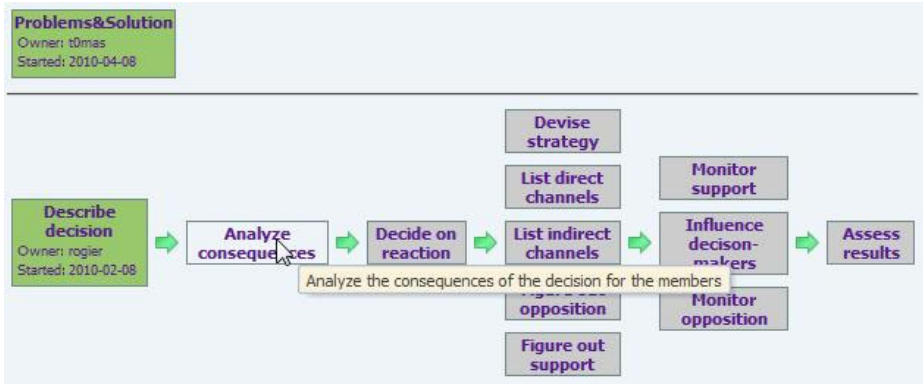 Problems&Solution
Owner: t0mas
Started: 2010-04-08
Describe
decision
Owner: rogier
Started: 2010-02-08
Analyze
consequences
Decide on
reaction
Devise
strategy
List direct
channels
List indirect
channels
Figure out
opposition
Figure out
support
Monitor
support
Influence
decison-
makers
Monitor
opposition
Assess
results
Analyze the consequences of the decision for the members